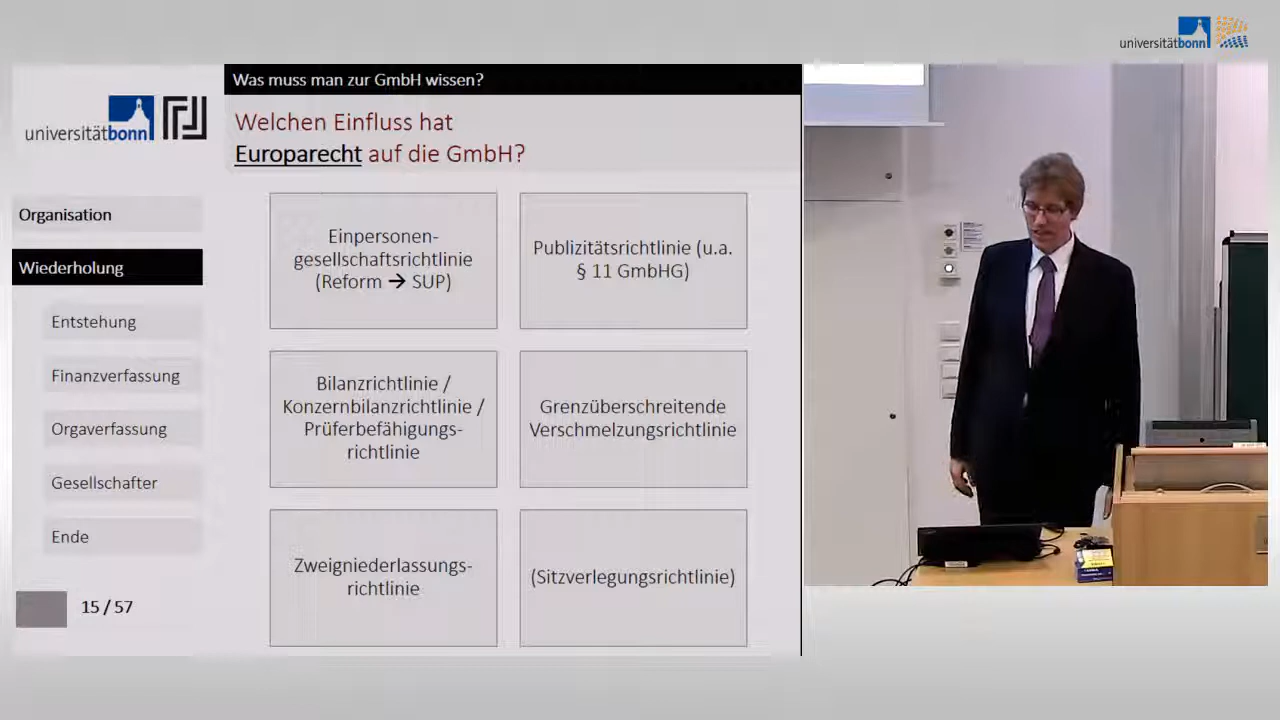 universitätbonn
Was muss man zur GmbH wissen?
universitätbonn
Welchen Einfluss hat
Europarecht auf die GmbH?
Organisation
Wiederholung
Entstehung
Finanzverfassung
Orgaverfassung
Gesellschafter
Ende
15 / 57
Einpersonen-
gesellschaftsrichtlinie
(Reform → SUP)
Publizitätsrichtlinie (u.a.
§ 11 GmbHG)
Bilanzrichtlinie /
Konzernbilanzrichtlinie /
Prüferbefähigungs-
richtlinie
Grenzüberschreitende
Verschmelzungsrichtlinie
Zweigniederlassungs-
richtlinie
(Sitzverlegungsrichtlinie)